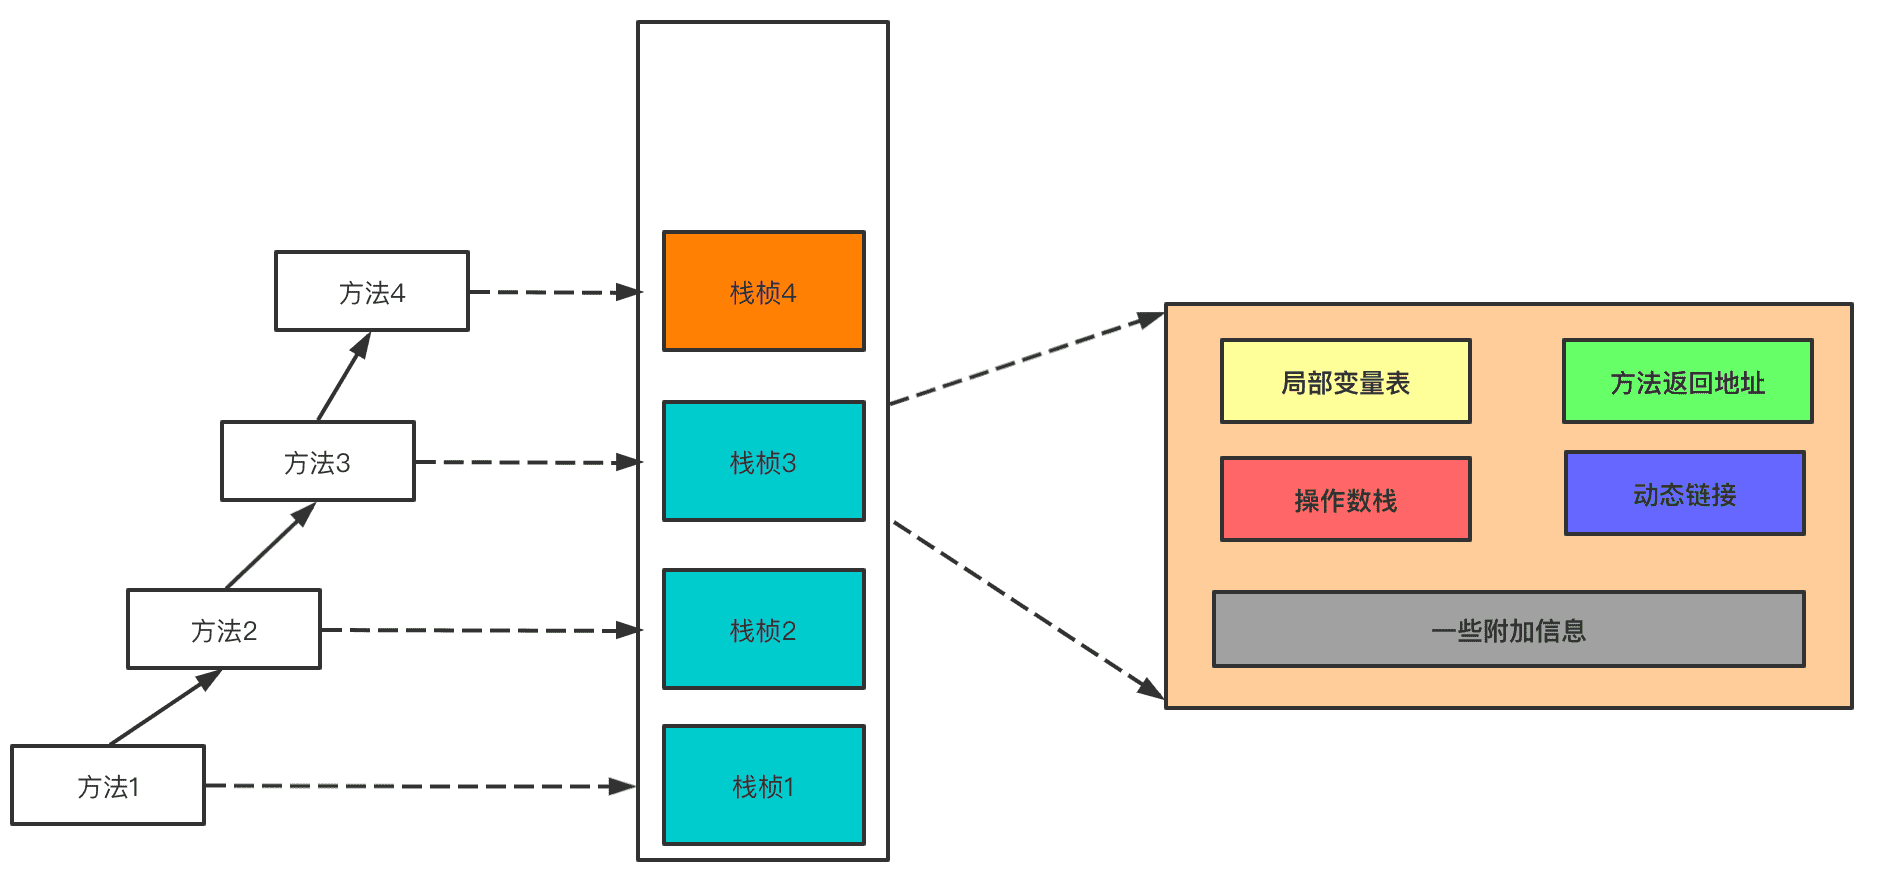 方法4
栈桢4
局部变量表
方法返回地址
方法3
栈桢3
操作数栈
动态链接
方法2
栈桢2
一些附加信息
方法1
栈桢1